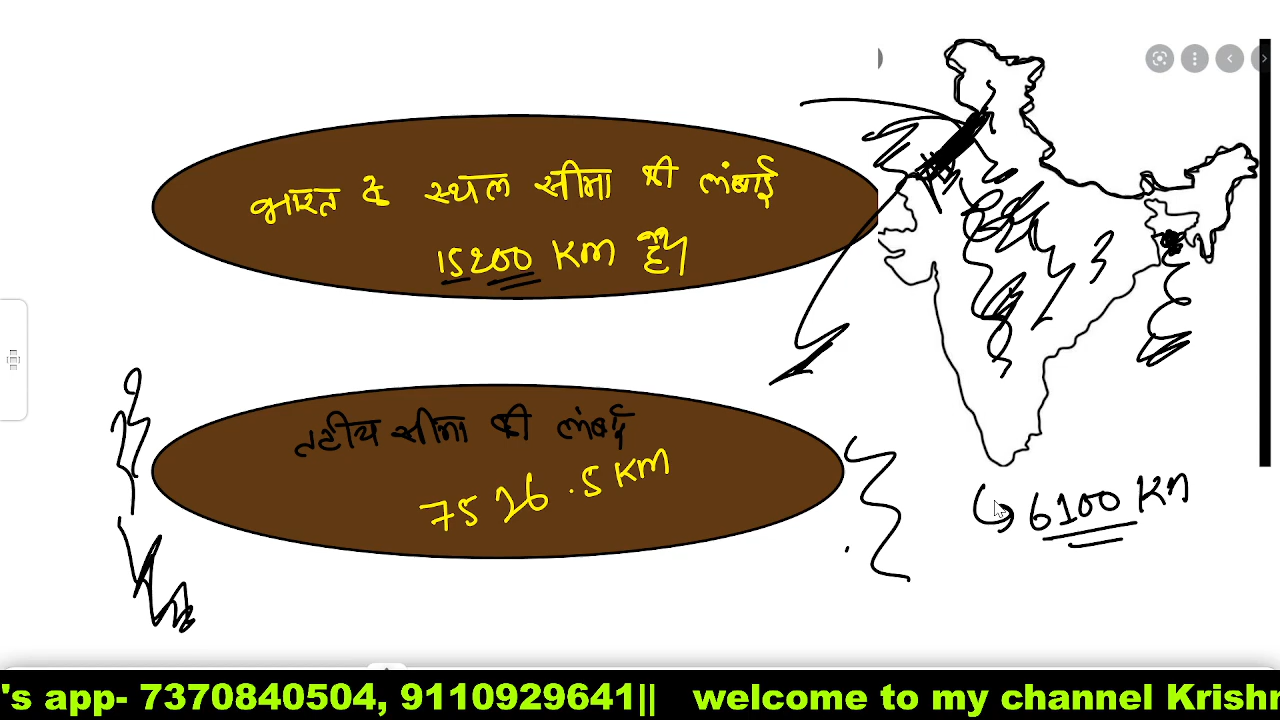 भारत के स्थल सीमा की लंबाई
15200 Km है।
तटीय सीमा की लंबाई
7526.5 Km
6100 Km
's app- 7370840504, 9110929641|| welcome to my channel Krishn